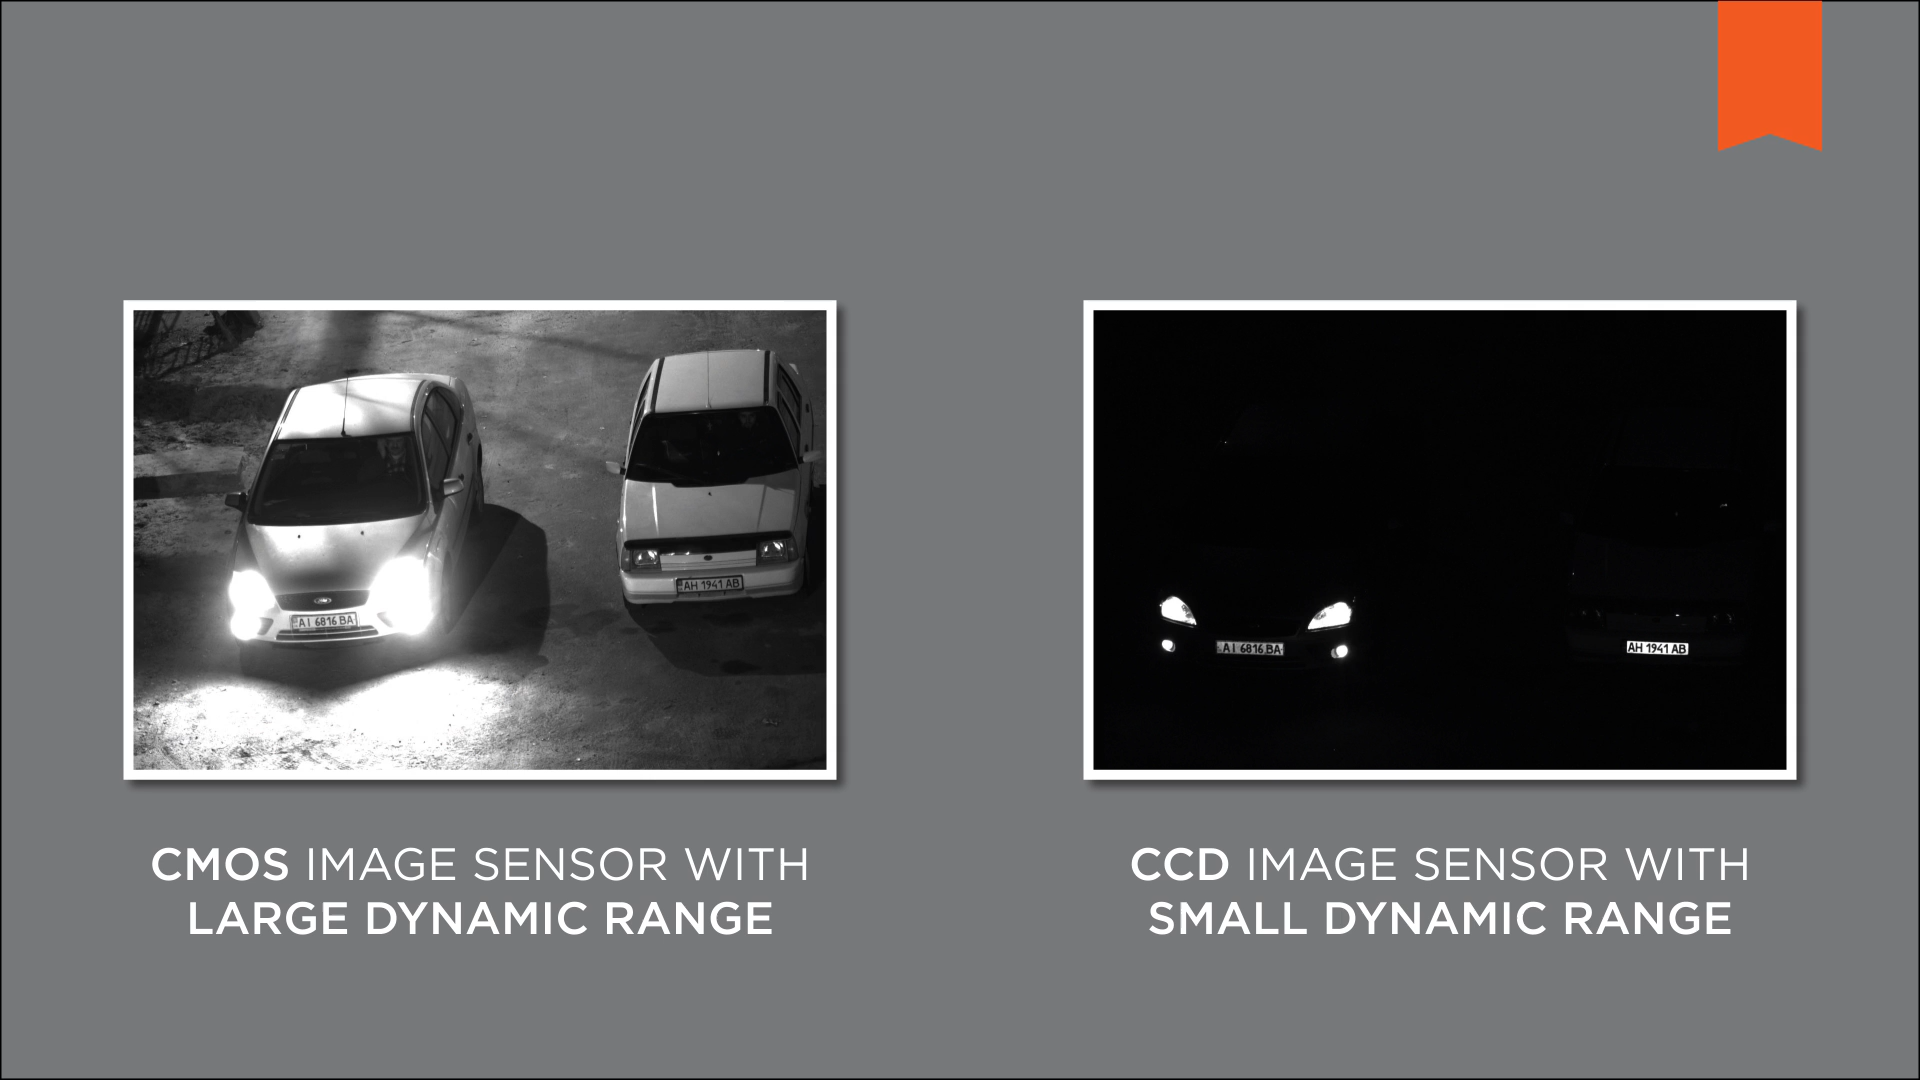 AI 6816 BA
AH 1941 AB
AI 6816 BA
AH 1941 AB
CMOS IMAGE SENSOR WITH
LARGE DYNAMIC RANGE
CCD IMAGE SENSOR WITH
SMALL DYNAMIC RANGE